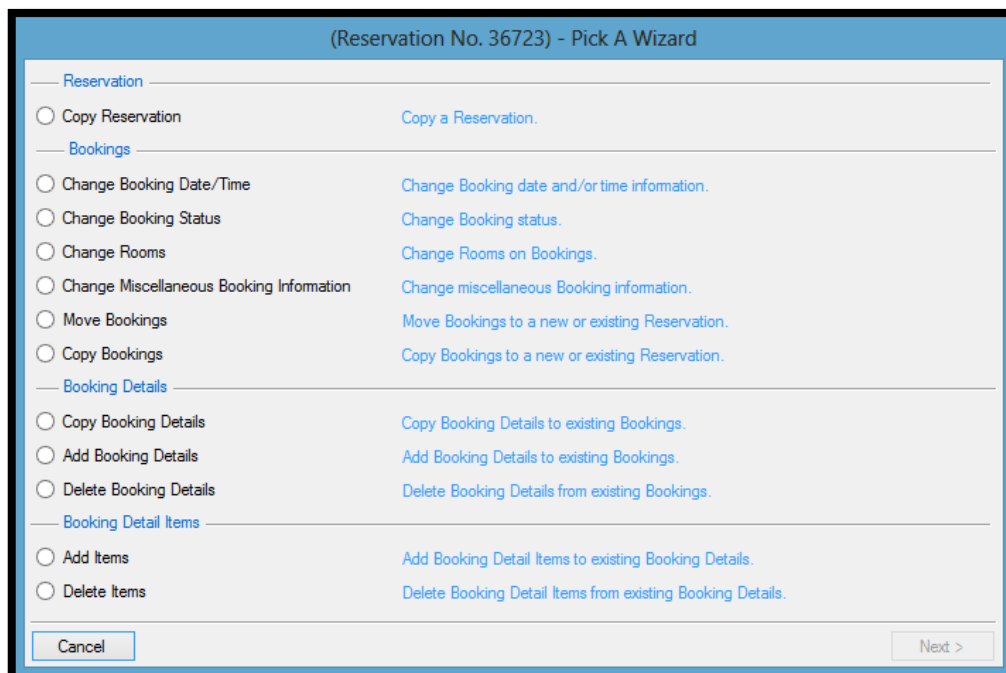 (Reservation No. 36723) - Pick A Wizard
Reservation
Copy Reservation Copy a Reservation.
Bookings
Change Booking Date/Time Change Booking date and/or time information.
Change Booking Status Change Booking status.
Change Rooms Change Rooms on Bookings.
Change Miscellaneous Booking Information Change miscellaneous Booking information.
Move Bookings Move Bookings to a new or existing Reservation.
Copy Bookings Copy Bookings to a new or existing Reservation.
Booking Details
Copy Booking Details Copy Booking Details to existing Bookings.
Add Booking Details Add Booking Details to existing Bookings.
Delete Booking Details Delete Booking Details from existing Bookings.
Booking Detail Items
Add Items Add Booking Detail Items to existing Booking Details.
Delete Items Delete Booking Detail Items from existing Booking Details.
Cancel Next >